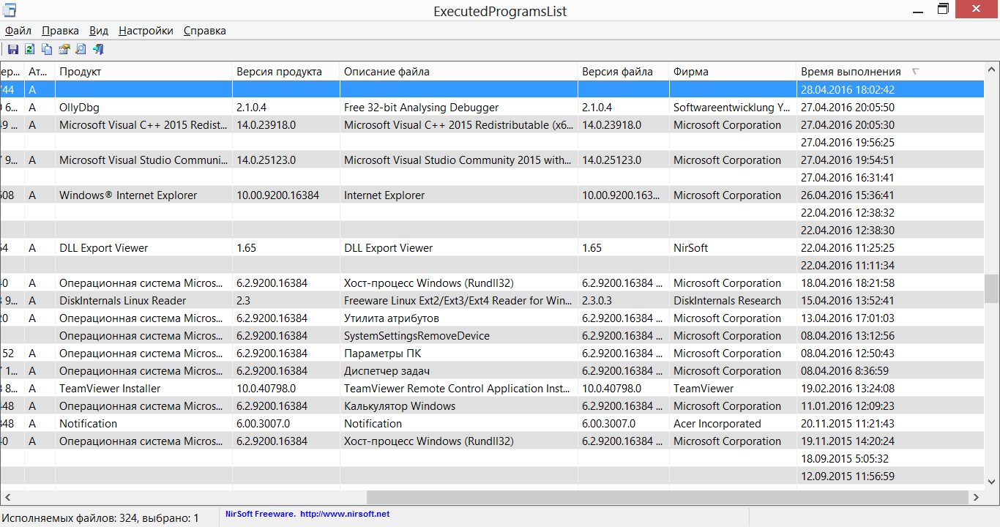 ExecutedProgramsList
Файл Правка Вид Настройки Справка
ер... Ат... Продукт Версия продукта Описание файла Версия файла Фирма Время выполнения
744 A 28.04.2016 18:02:42
6... A OllyDbg 2.1.0.4 Free 32-bit Analysing Debugger 2.1.0.4 Softwareentwicklung Y... 27.04.2016 20:05:50
49 ... A Microsoft Visual C++ 2015 Redist... 14.0.23918.0 Microsoft Visual C++ 2015 Redistributable (x6... 14.0.23918.0 Microsoft Corporation 27.04.2016 20:05:30
27.04.2016 19:56:25
9... A Microsoft Visual Studio Communi... 14.0.25123.0 Microsoft Visual Studio Community 2015 with... 14.0.25123.0 Microsoft Corporation 27.04.2016 19:54:51
27.04.2016 16:31:41
608 A Windows® Internet Explorer 10.00.9200.16384 Internet Explorer 10.00.9200.163... Microsoft Corporation 26.04.2016 15:36:41
22.04.2016 12:38:32
22.04.2016 12:38:30
64 A DLL Export Viewer 1.65 DLL Export Viewer 1.65 NirSoft 22.04.2016 11:25:25
22.04.2016 11:11:34
40 A Операционная система Micros... 6.2.9200.16384 Хост-процесс Windows (Rundll32) 6.2.9200.16384 ... Microsoft Corporation 18.04.2016 18:21:58
9... A DiskInternals Linux Reader 2.3 Freeware Linux Ext2/Ext3/Ext4 Reader for Win... 2.3.0.3 DiskInternals Research 15.04.2016 13:52:41
20 A Операционная система Micros... 6.2.9200.16384 Утилита атрибутов 6.2.9200.16384 ... Microsoft Corporation 13.04.2016 17:01:03
Операционная система Micros... 6.2.9200.16384 SystemSettingsRemoveDevice 6.2.9200.16384 ... Microsoft Corporation 08.04.2016 13:12:56
52 A Операционная система Micros... 6.2.9200.16384 Параметры ПК 6.2.9200.16384 ... Microsoft Corporation 08.04.2016 12:50:43
1... A Операционная система Micros... 6.2.9200.16384 Диспетчер задач 6.2.9200.16384 ... Microsoft Corporation 08.04.2016 8:36:59
8... A TeamViewer Installer 10.0.40798.0 TeamViewer Remote Control Application Inst... 10.0.40798.0 TeamViewer 19.02.2016 13:24:08
448 A Операционная система Micros... 6.2.9200.16384 Калькулятор Windows 6.2.9200.16384 ... Microsoft Corporation 11.01.2016 12:09:23
348 A Notification 6.00.3007.0 Notification 6.00.3007.0 Acer Incorporated 20.11.2015 11:21:43
40 A Операционная система Micros... 6.2.9200.16384 Хост-процесс Windows (Rundll32) 6.2.9200.16384 ... Microsoft Corporation 19.11.2015 14:20:24
18.09.2015 5:05:32
12.09.2015 11:56:59
Исполняемых файлов: 324, выбрано: 1 NirSoft Freeware. http://www.nirsoft.net